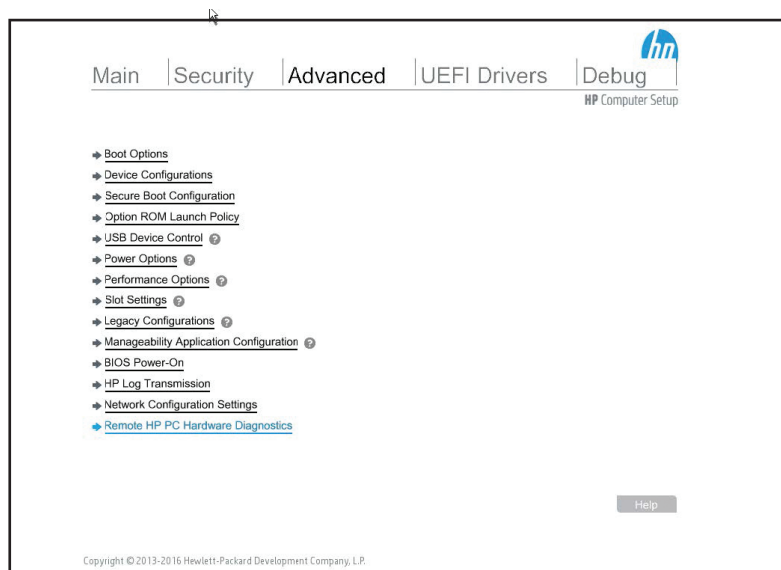 hp
Main Security Advanced UEFI Drivers Debug
HP Computer Setup
Boot Options
Device Configurations
Secure Boot Configuration
Option ROM Launch Policy
USB Device Control ?
Power Options ?
Performance Options ?
Slot Settings ?
Legacy Configurations ?
Manageability Application Configuration ?
BIOS Power-On
HP Log Transmission
Network Configuration Settings
Remote HP PC Hardware Diagnostics
Help
Copyright © 2013-2016 Hewlett-Packard Development Company, L.P.